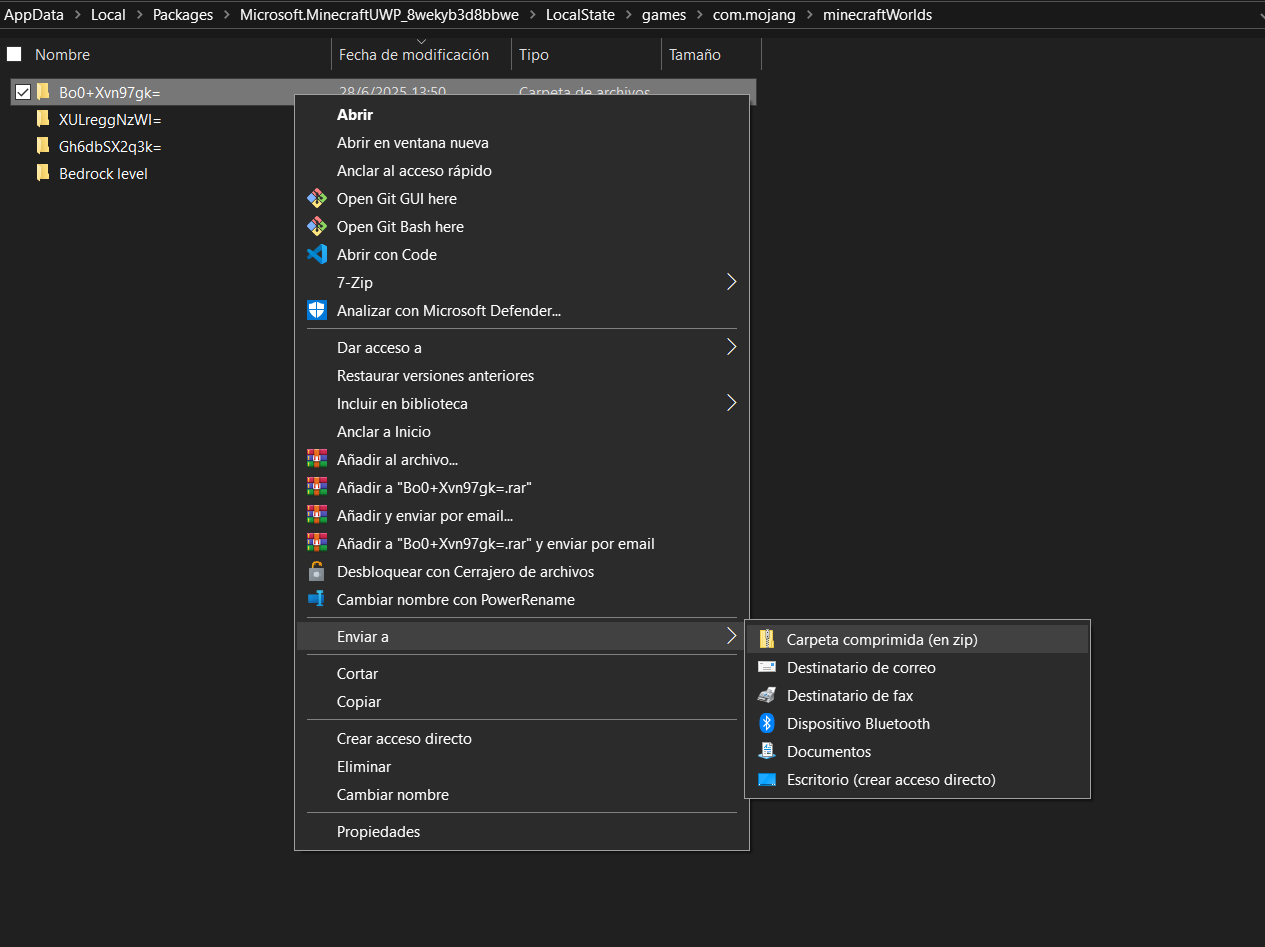 AppData > Local > Packages > Microsoft.MinecraftUWP_8wekyb3d8bbwe > LocalState > games > com.mojang > minecraftWorlds
Nombre Fecha de modificación Tipo Tamaño
Bo0+Xvn97gk= 28/6/2025 13:50 Carpeta de archivos
XULreggNzWI=
Gh6dbSX2q3k=
Bedrock level
Abrir
Abrir en ventana nueva
Anclar al acceso rápido
Open Git GUI here
Open Git Bash here
Abrir con Code
7-Zip
Analizar con Microsoft Defender...
Dar acceso a
Restaurar versiones anteriores
Incluir en biblioteca
Anclar a Inicio
Añadir al archivo...
Añadir a "Bo0+Xvn97gk=.rar"
Añadir y enviar por email...
Añadir a "Bo0+Xvn97gk=.rar" y enviar por email
Desbloquear con Cerrajero de archivos
Cambiar nombre con PowerRename
Enviar a
Carpeta comprimida (en zip)
Destinatario de correo
Destinatario de fax
Dispositivo Bluetooth
Documentos
Escritorio (crear acceso directo)
Cortar
Copiar
Crear acceso directo
Eliminar
Cambiar nombre
Propiedades